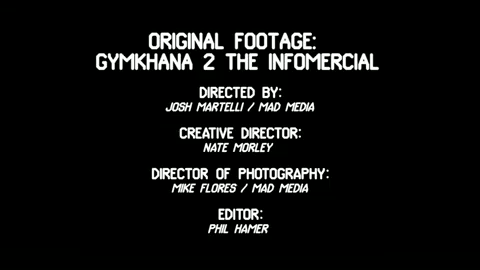 ORIGINAL FOOTAGE:
GYMKHANA 2 THE INFOMERCIAL
DIRECTED BY:
JOSH MARTELLI / MAD MEDIA
CREATIVE DIRECTOR:
NATE MORLEY
DIRECTOR OF PHOTOGRAPHY:
MIKE FLORES / MAD MEDIA
EDITOR:
PHIL HAMER